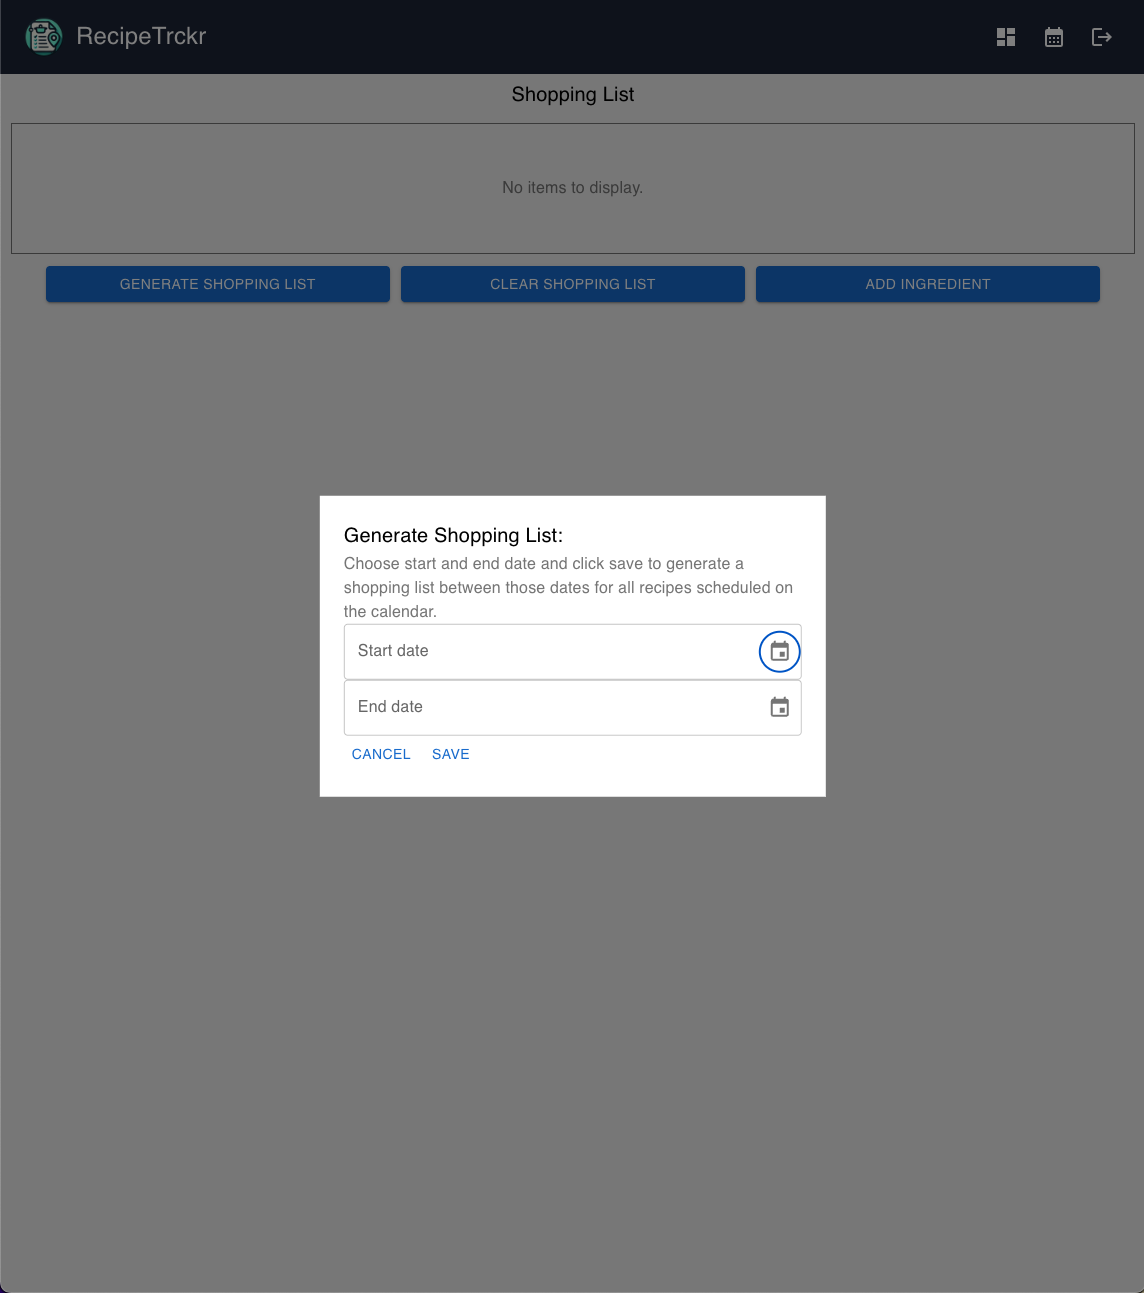 RecipeTrckr
Shopping List
No items to display.
GENERATE SHOPPING LIST
CLEAR SHOPPING LIST
ADD INGREDIENT
Generate Shopping List:
Choose start and end date and click save to generate a
shopping list between those dates for all recipes scheduled on
the calendar.
Start date
End date
CANCEL
SAVE